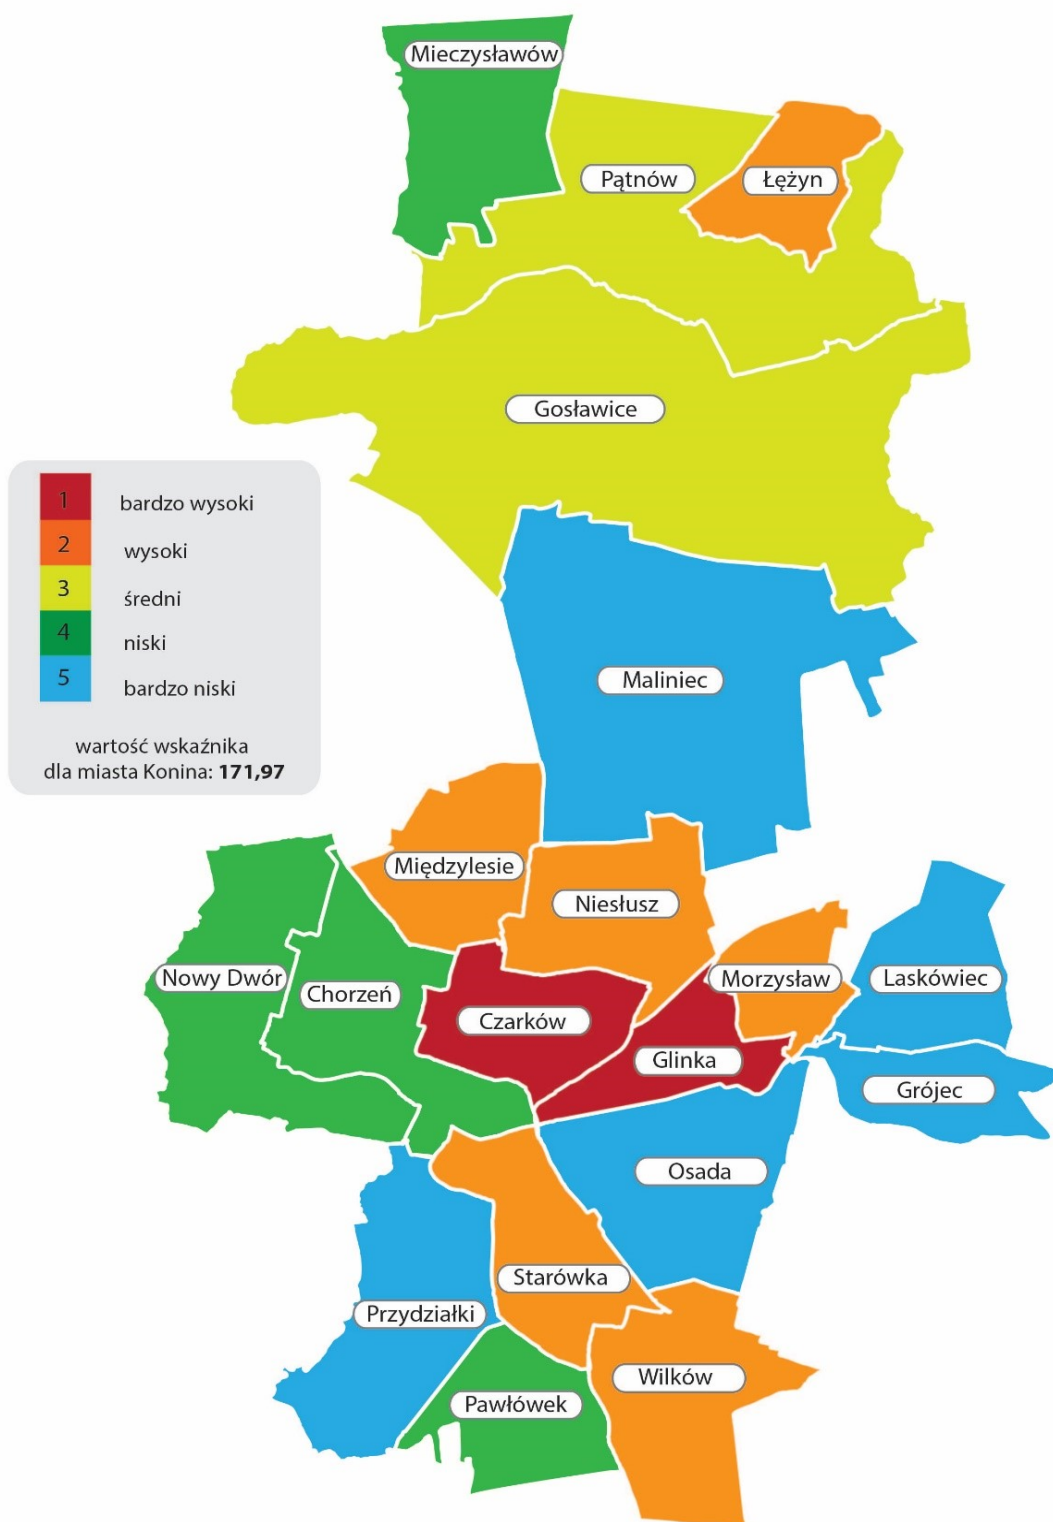 Mieczysławów
Pątnów
Łężyn
Gosławice
1 bardzo wysoki
2 wysoki
3 średni
4 niski
5 bardzo niski
wartość wskaźnika
dla miasta Konina: 171,97
Maliniec
Międzylesie
Niesłusz
Nowy Dwór
Chorzeń
Czarków
Morzysław
Laskówiec
Glinka
Grójec
Osada
Starówka
Przydziałki
Wilków
Pawłówek